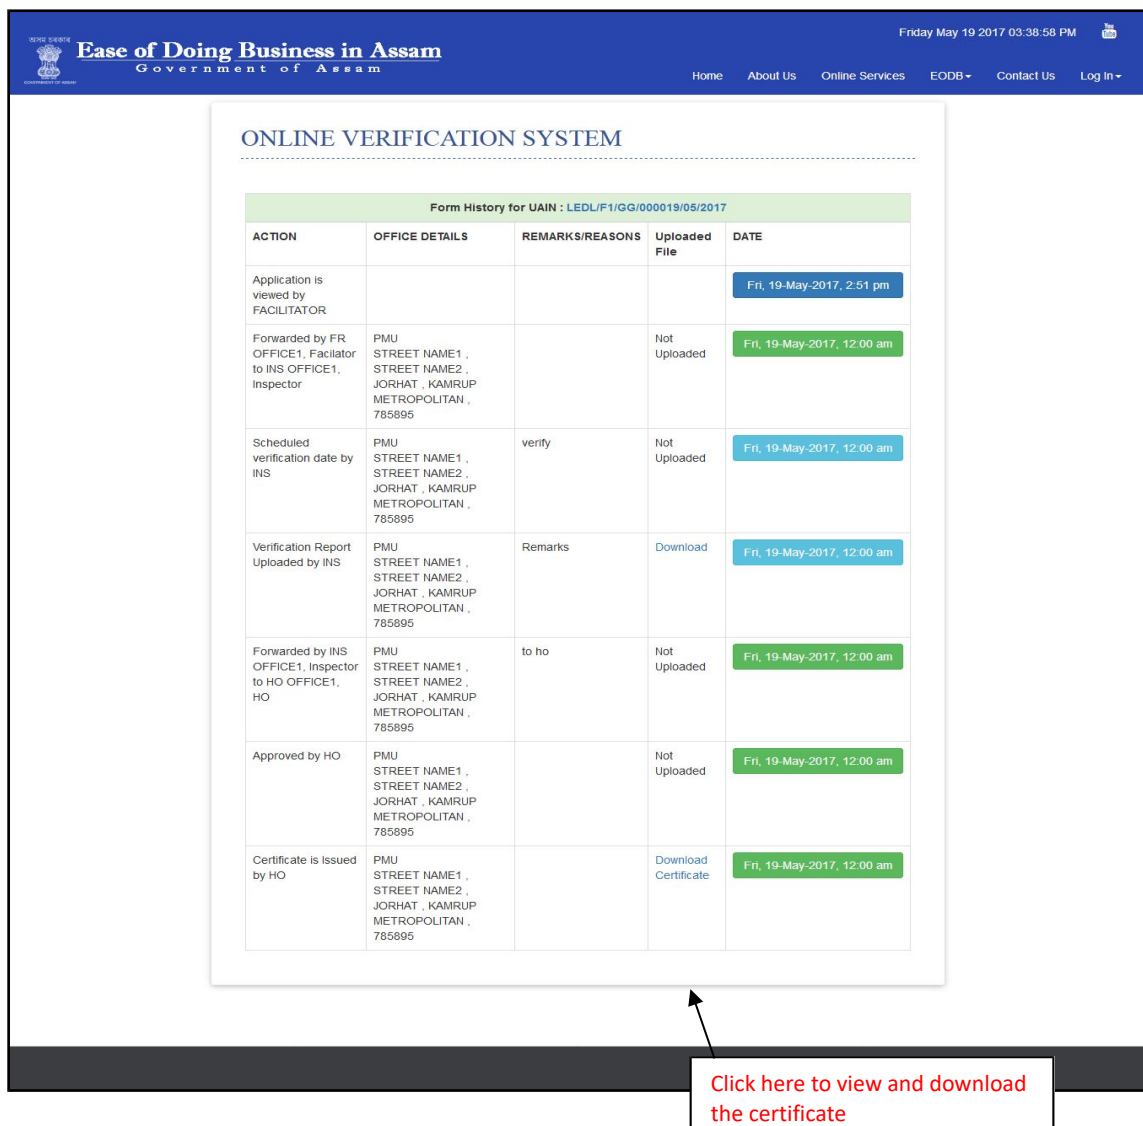 Friday May 19 2017 03:38:58 PM
You
Tube
অসম চৰকাৰ
Ease of Doing Business in Assam
Government of Assam
GOVERNMENT OF ASSAM
Home About Us Online Services EODB Contact Us Log In
ONLINE VERIFICATION SYSTEM
Form History for UAIN : LEDL/F1/GG/000019/05/2017
ACTION OFFICE DETAILS REMARKS/REASONS Uploaded DATE
File
Application is
viewed by
FACILITATOR
Fri, 19-May-2017, 2:51 pm
Forwarded by FR
OFFICE1, Facilator
to INS OFFICE1,
Inspector
PMU
STREET NAME1 ,
STREET NAME2 ,
JORHAT , KAMRUP
METROPOLITAN ,
785895
Not
Uploaded
Fri, 19-May-2017, 12:00 am
Scheduled
verification date by
INS
PMU
STREET NAME1 ,
STREET NAME2 ,
JORHAT , KAMRUP
METROPOLITAN ,
785895
verify
Not
Uploaded
Fri, 19-May-2017, 12:00 am
Verification Report
Uploaded by INS
PMU
STREET NAME1 ,
STREET NAME2 ,
JORHAT , KAMRUP
METROPOLITAN ,
785895
Remarks
Download
Fri, 19-May-2017, 12:00 am
Forwarded by INS
OFFICE1, Inspector
to HO OFFICE1,
HO
PMU
STREET NAME1 ,
STREET NAME2 ,
JORHAT , KAMRUP
METROPOLITAN ,
785895
to ho
Not
Uploaded
Fri, 19-May-2017, 12:00 am
Approved by HO
PMU
STREET NAME1 ,
STREET NAME2 ,
JORHAT , KAMRUP
METROPOLITAN ,
785895
Not
Uploaded
Fri, 19-May-2017, 12:00 am
Certificate is Issued
by HO
PMU
STREET NAME1 ,
STREET NAME2 ,
JORHAT , KAMRUP
METROPOLITAN ,
785895
Download
Certificate
Fri, 19-May-2017, 12:00 am
Click here to view and download
the certificate